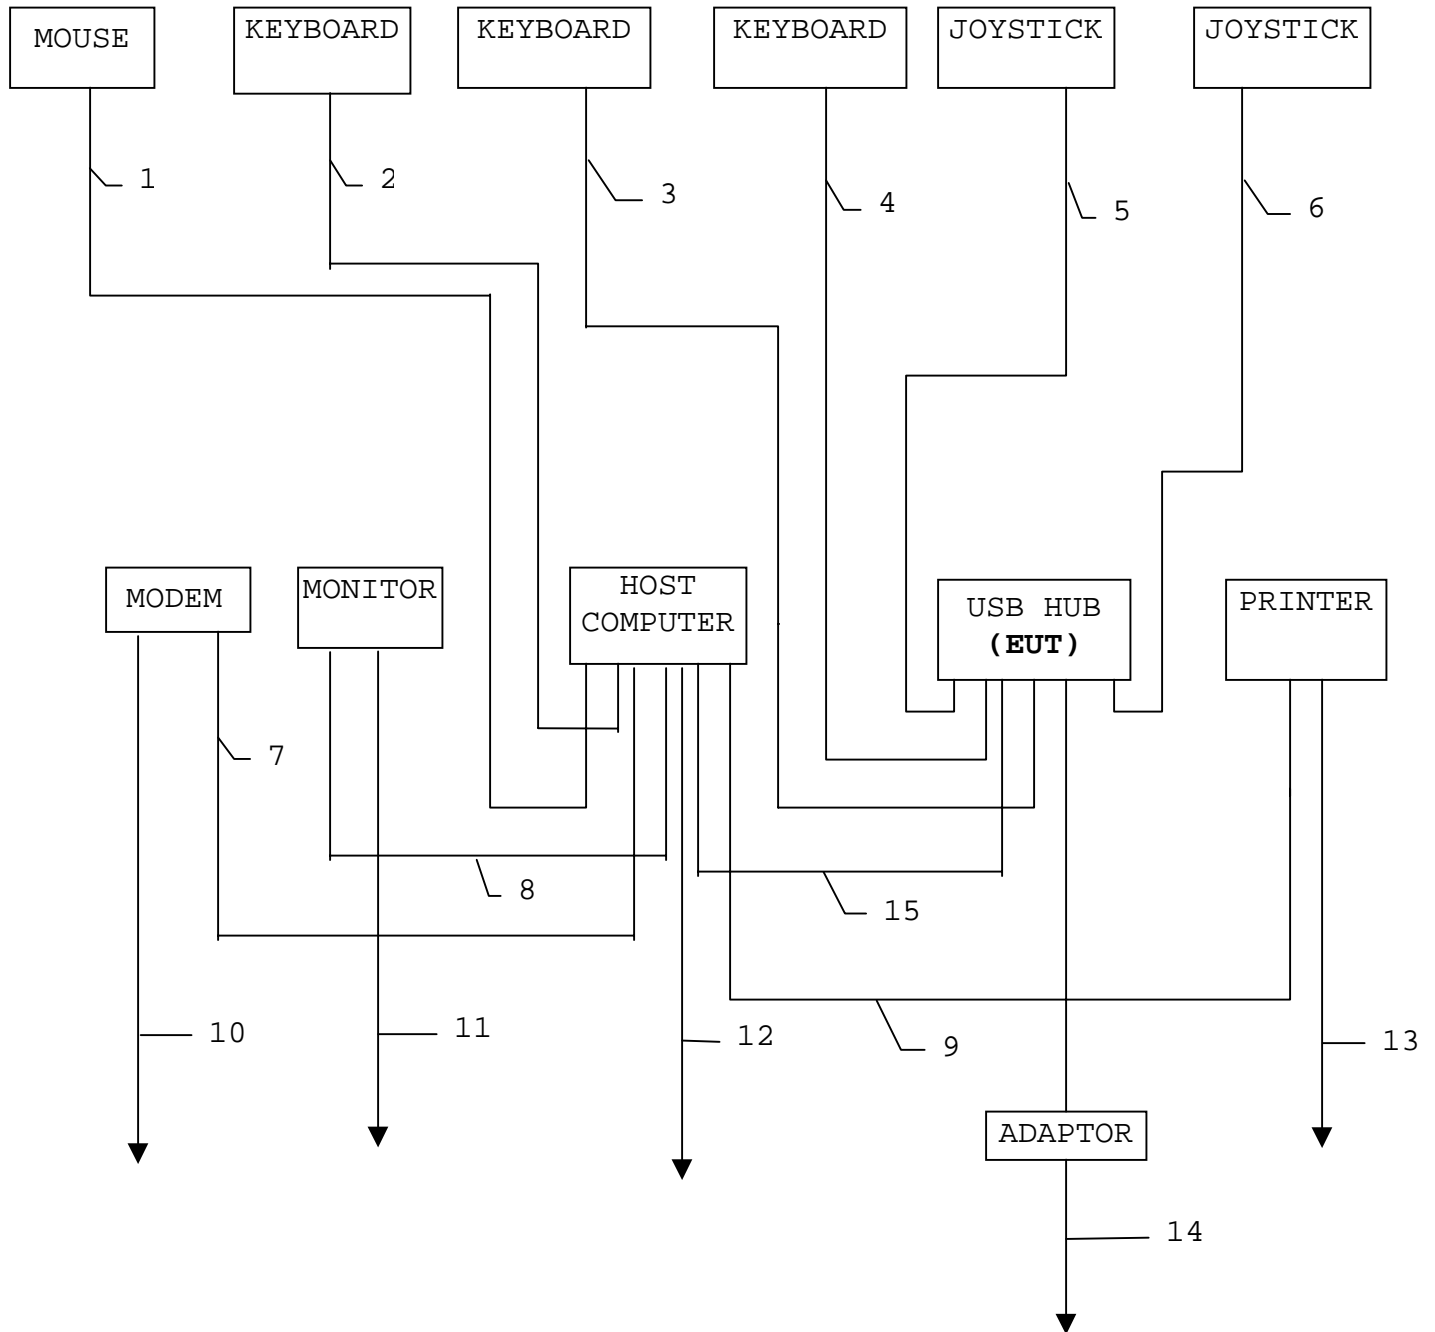 MOUSE
KEYBOARD
KEYBOARD
KEYBOARD
JOYSTICK
JOYSTICK
1
2
3
4
5
6
MODEM
MONITOR
HOST
COMPUTER
USB HUB
(EUT)
PRINTER
7
8
15
10
11
12
9
13
ADAPTOR
14